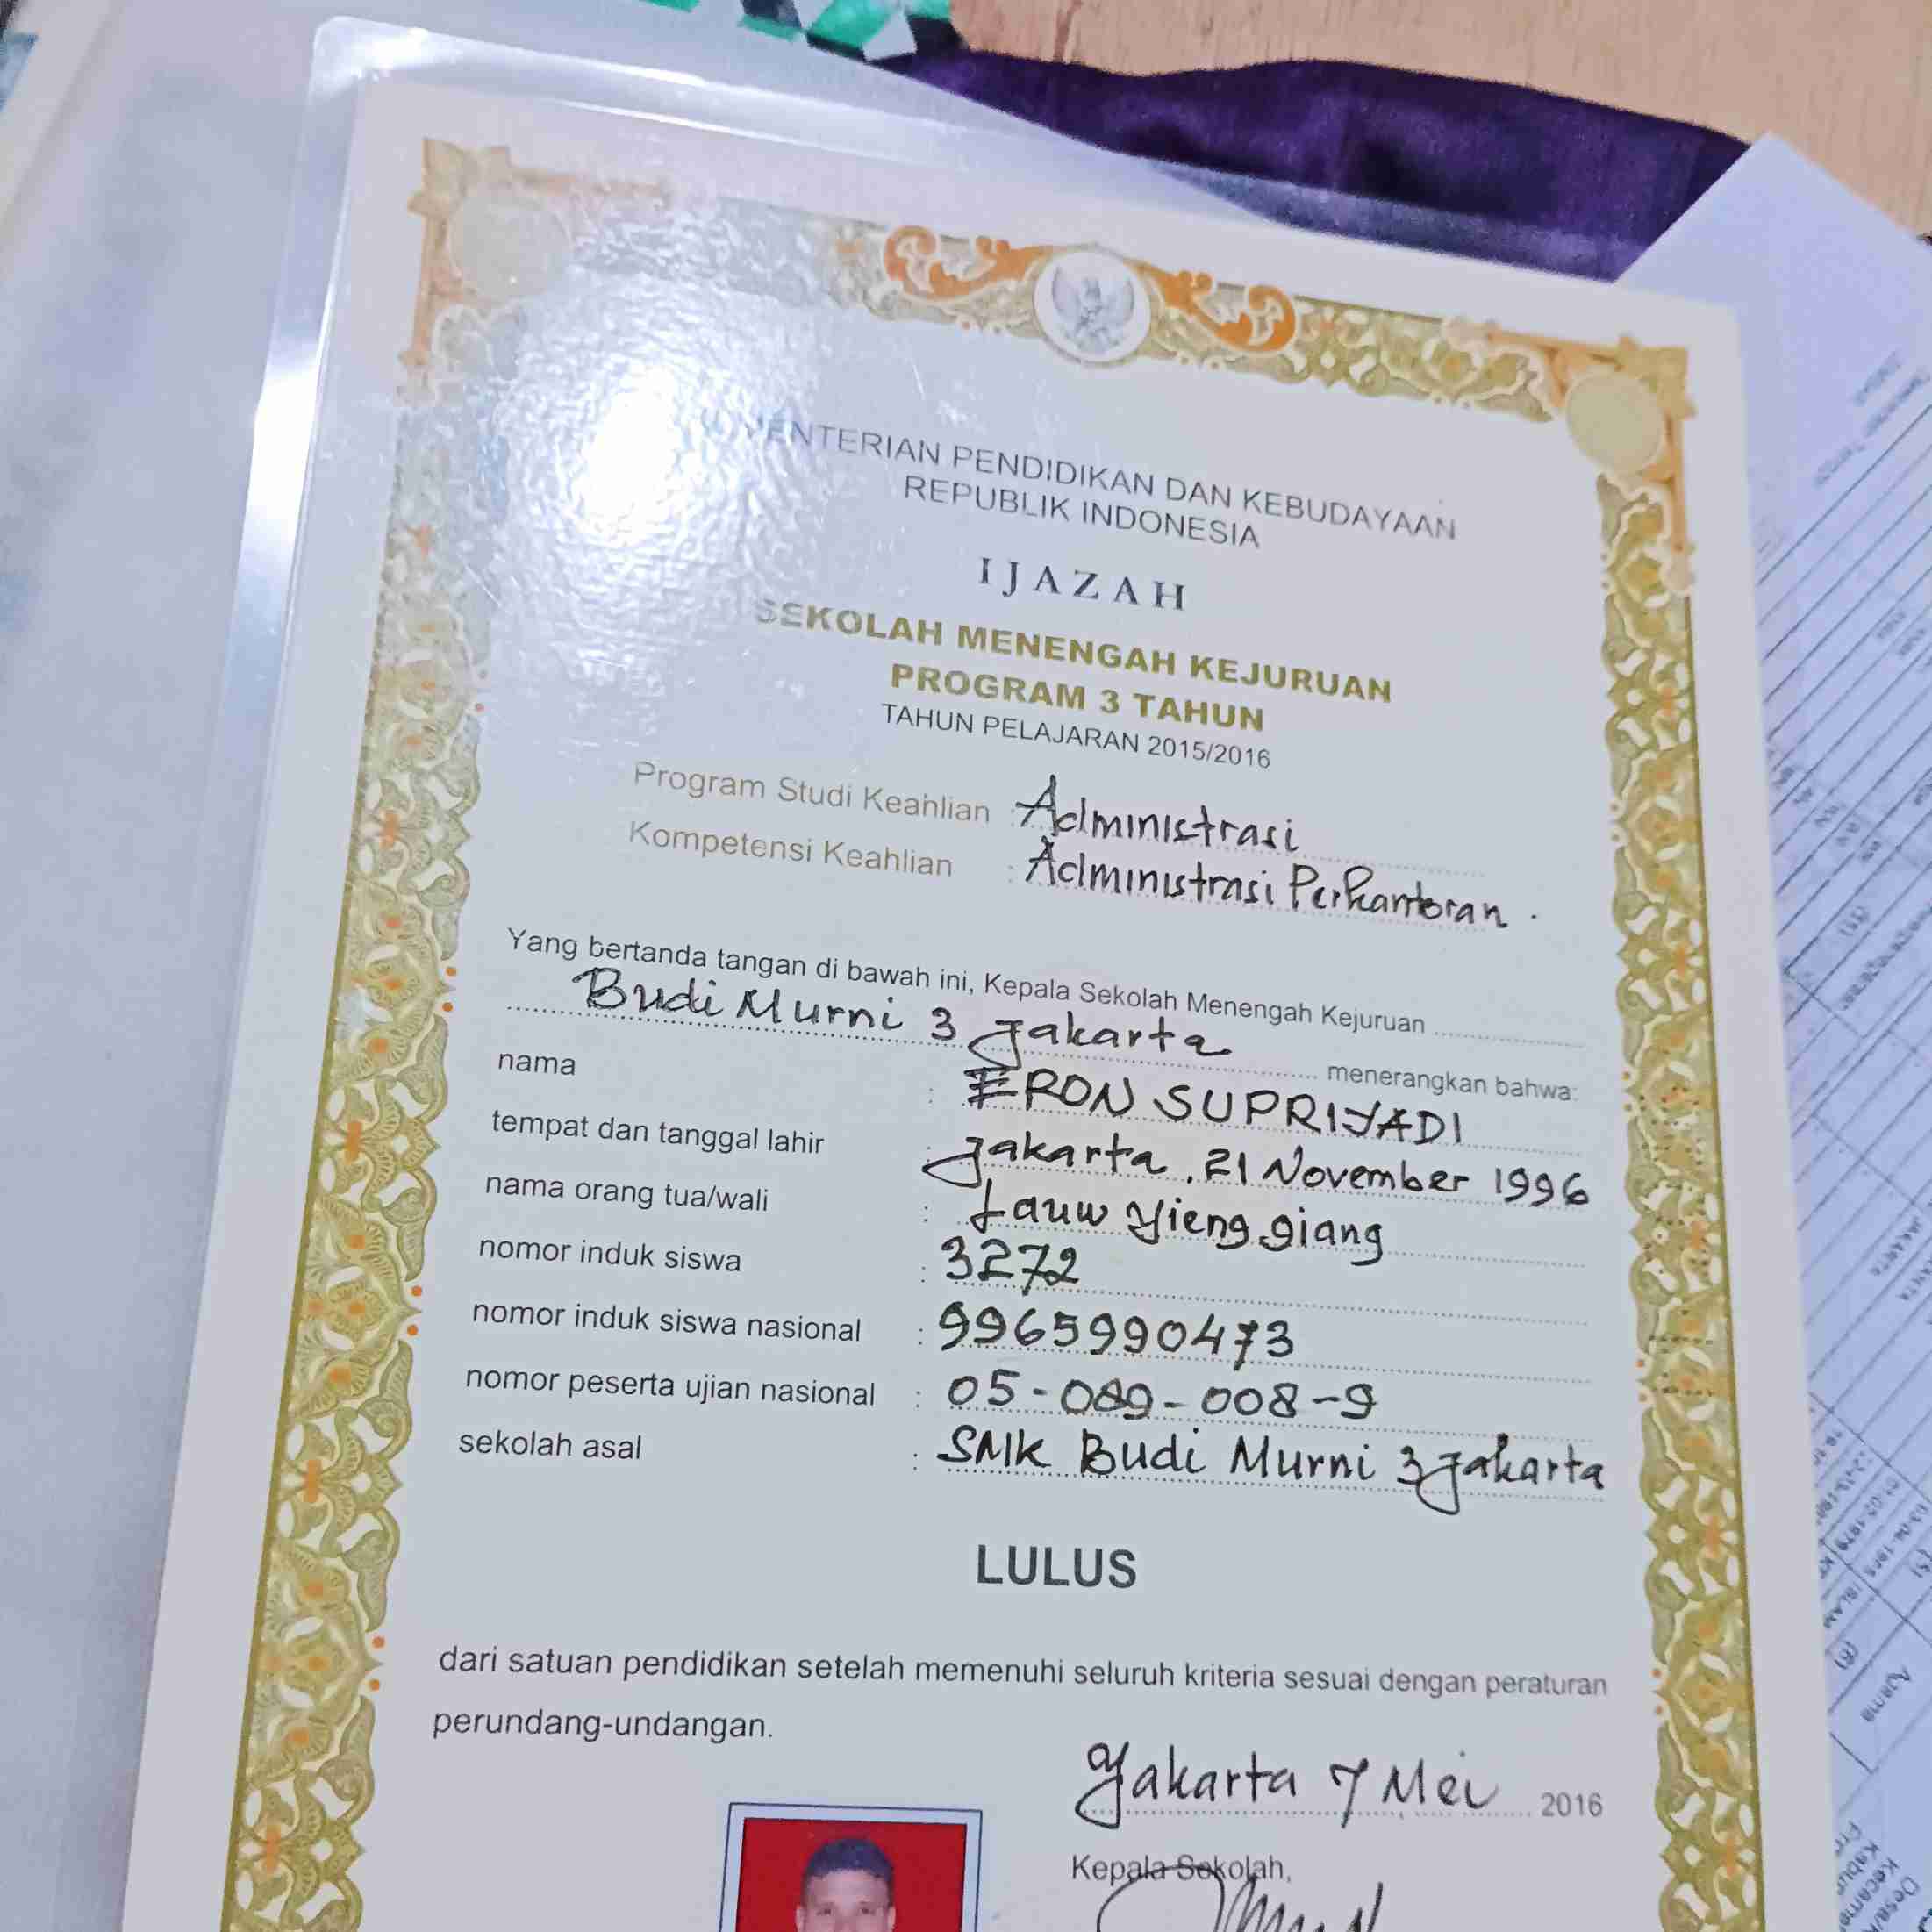 KEMENTERIAN PENDIDIKAN DAN KEBUDAYAAN
REPUBLIK INDONESIA
IJAZAH
SEKOLAH MENENGAH KEJURUAN
PROGRAM 3 TAHUN
TAHUN PELAJARAN 2015/2016
Program Studi Keahlian : Administrasi
Kompetensi Keahlian : Administrasi Perkantoran.
Yang bertanda tangan di bawah ini, Kepala Sekolah Menengah Kejuruan
Budi Murni 3 Jakarta menerangkan bahwa:
nama : ERON SUPRIYADI
tempat dan tanggal lahir : Jakarta, 21 November 1996
nama orang tua/wali : Lauw Yieng giang
nomor induk siswa : 3272
nomor induk siswa nasional : 9965990473
nomor peserta ujian nasional : 05-089-008-9
sekolah asal : SMK Budi Murni 3 Jakarta
LULUS
dari satuan pendidikan setelah memenuhi seluruh kriteria sesuai dengan peraturan
perundang-undangan.
Jakarta 7 Mei 2016
Kepala Sekolah,